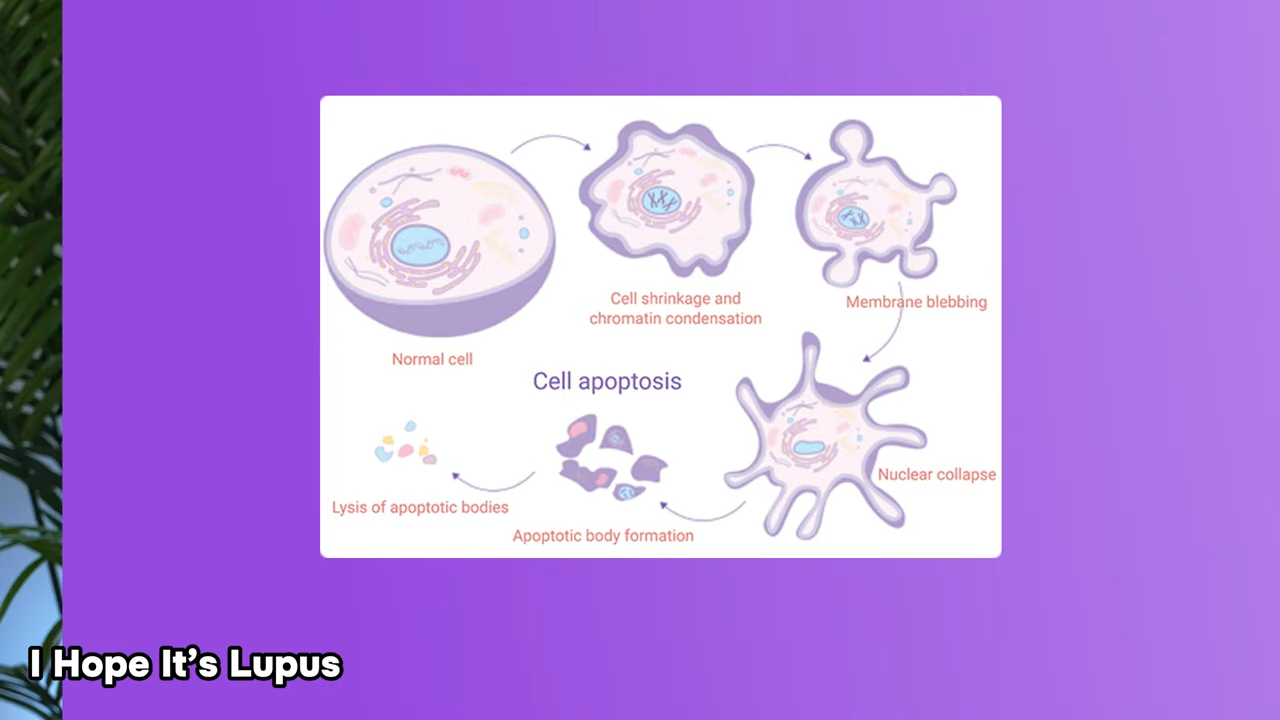 Cell shrinkage and
chromatin condensation
Membrane blebbing
Normal cell
Cell apoptosis
Nuclear collapse
Lysis of apoptotic bodies
Apoptotic body formation
I Hope It’s Lupus